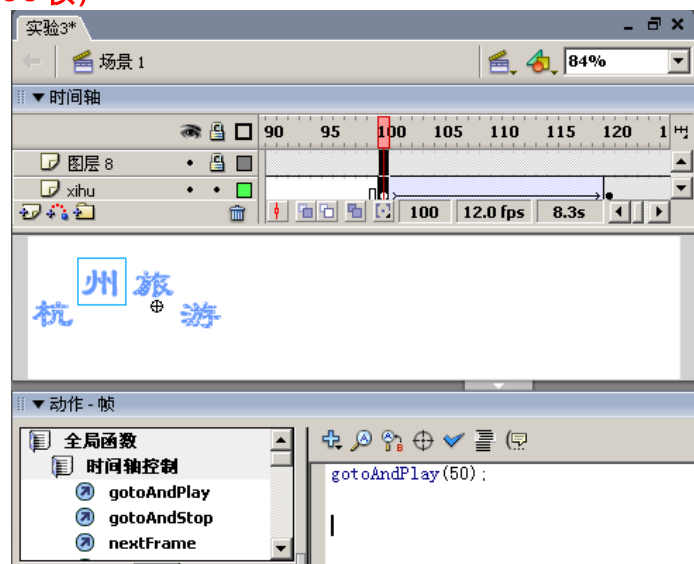 实验3*
场景 1
84%
时间轴
90 95 100 105 110 115 120 1
图层 8
xihu
100 12.0 fps 8.3s
杭州旅游
动作 - 帧
全局函数
时间轴控制
gotoAndPlay
gotoAndStop
nextFrame
gotoAndPlay(50);